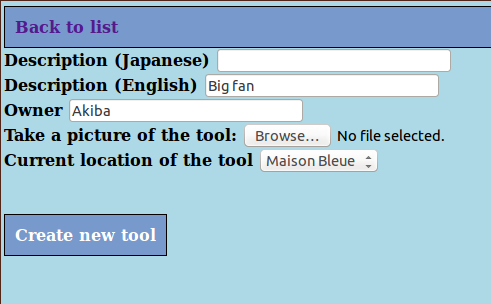 Back to list
Description (Japanese)
Description (English) Big fan
Owner Akiba
Take a picture of the tool: Browse... No file selected.
Current location of the tool Maison Bleue
Create new tool